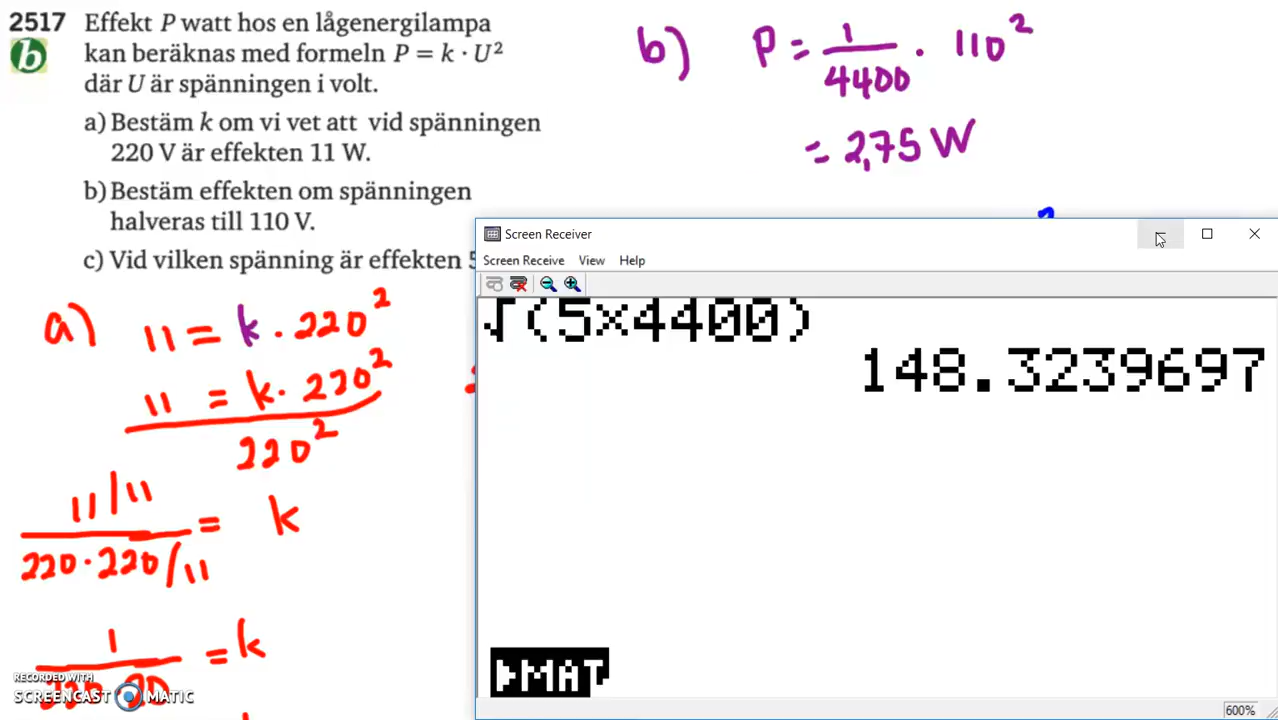 2517 Effekt P watt hos en lågenergilampa
b kan beräknas med formeln P = k · U²
där U är spänningen i volt.
a) Bestäm k om vi vet att vid spänningen
220 V är effekten 11 W.
b) Bestäm effekten om spänningen
halveras till 110 V.
c) Vid vilken spänning är effekten 5
b) P = 1/4400 · 110²
= 2,75 W
2
Screen Receiver
Screen Receive View Help
√(5×4400)
148.3239697
▶MAT
600%
a) 11 = k · 220²
11 = k · 220²
220²
11/11 = k
220·220/11
1 = k
RECORDED WITH
SCREENCAST MATIC